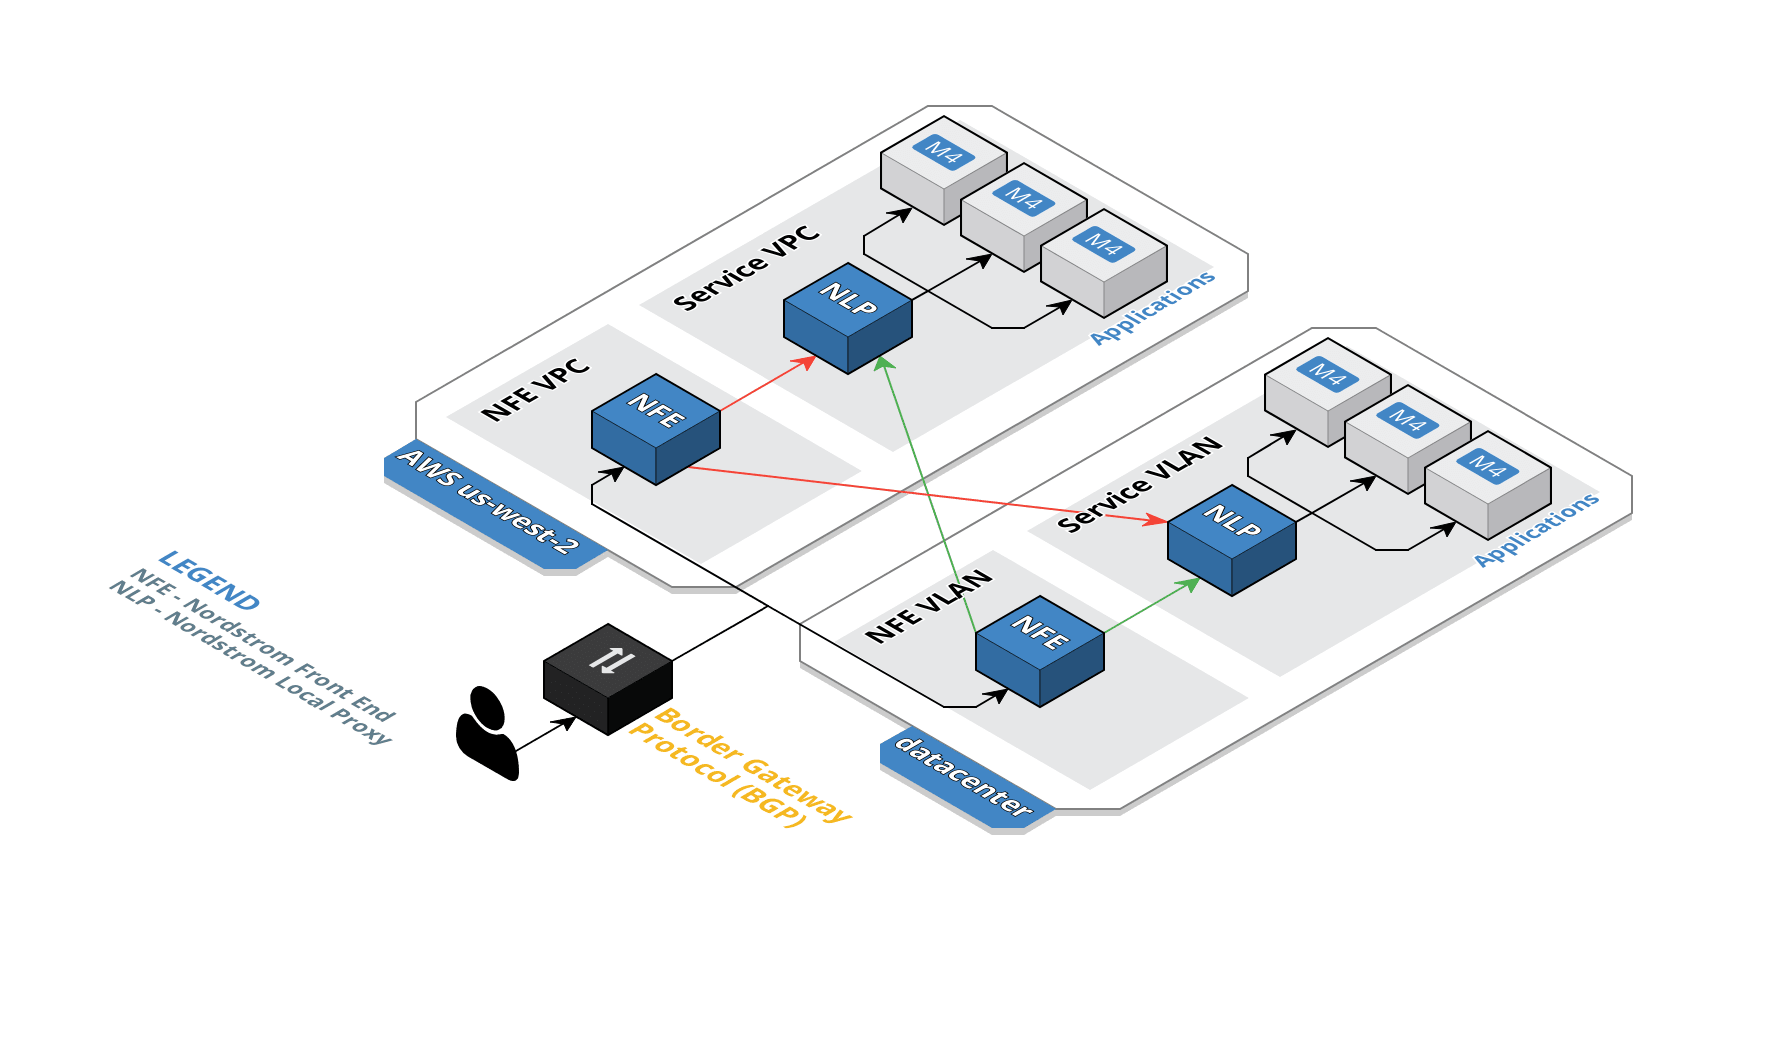 M4
M4
M4
Service VPC
NLP
Applications
NFE VPC
NFE
AWS us-west-2
M4
M4
M4
Service VLAN
NLP
Applications
NFE VLAN
NFE
datacenter
LEGEND
NFE - Nordstrom Front End
NLP - Nordstrom Local Proxy
Border Gateway
Protocol (BGP)